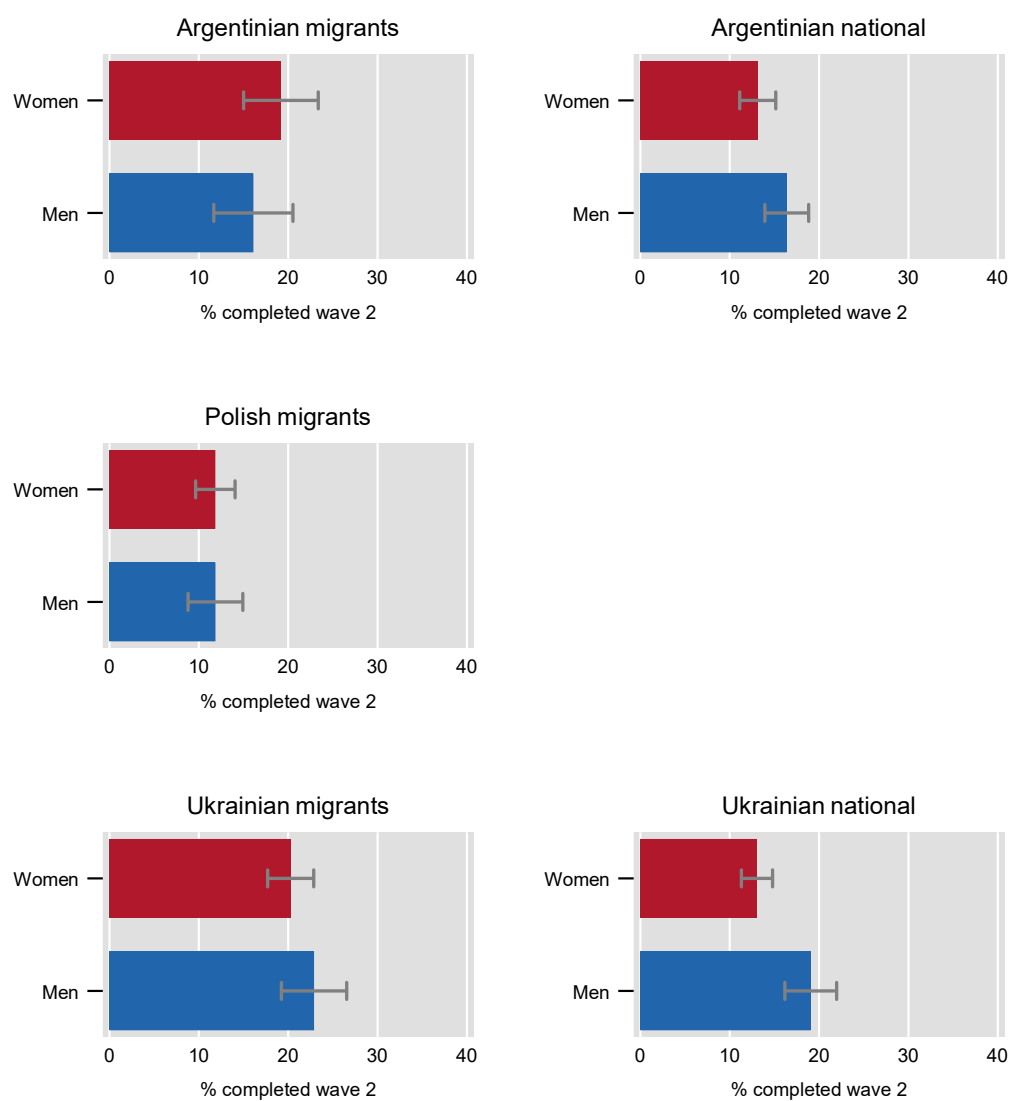 Argentinian migrants
Women
Men
0 10 20 30 40
% completed wave 2
Argentinian national
Women
Men
0 10 20 30 40
% completed wave 2
Polish migrants
Women
Men
0 10 20 30 40
% completed wave 2
Ukrainian migrants
Women
Men
0 10 20 30 40
% completed wave 2
Ukrainian national
Women
Men
0 10 20 30 40
% completed wave 2